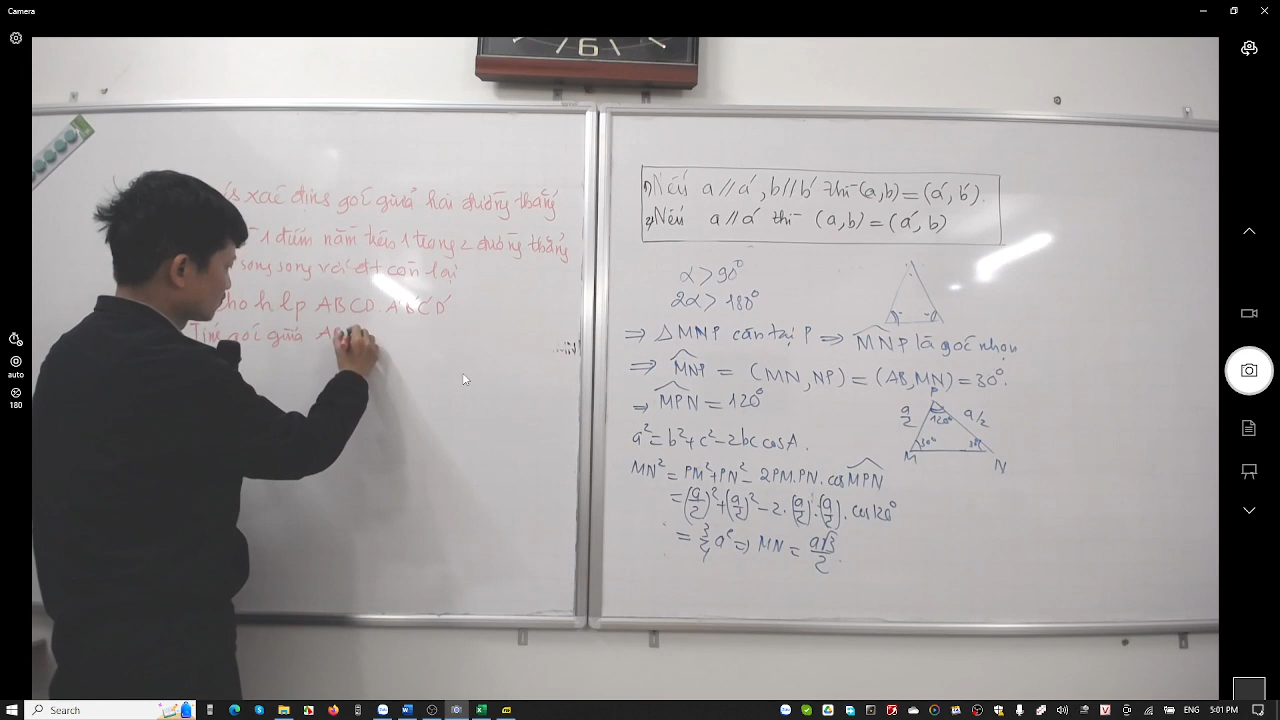 Camera
xác định góc giữa hai đường thẳng
1 điểm nằm trên 1 trong 2 đường thẳng
song song với đt còn lại
Cho hlp ABCD.A'B'C'D'
Tính góc giữa AB
1) Nếu a // a', b // b' thì (a,b) = (a', b').
2) Nếu a // a' thì (a,b) = (a', b)
α > 90°
2α > 180°
⇒ △ MNP cân tại P ⇒ MNP là góc nhọn
⇒ MNP = (MN, NP) = (AB, MN) = 30°.
⇒ MPN = 120°
P
a/2 120° a/2
30° 30°
M N
a² = b² + c² - 2bc cosA.
MN² = PM² + PN² - 2PM.PN. cos MPN
= (a/2)² + (a/2)² - 2.(a/2).(a/2). cos120°
= 3/4 a² ⇒ MN = a√3/2.
auto
180
6
Search
ENG
5:01 PM